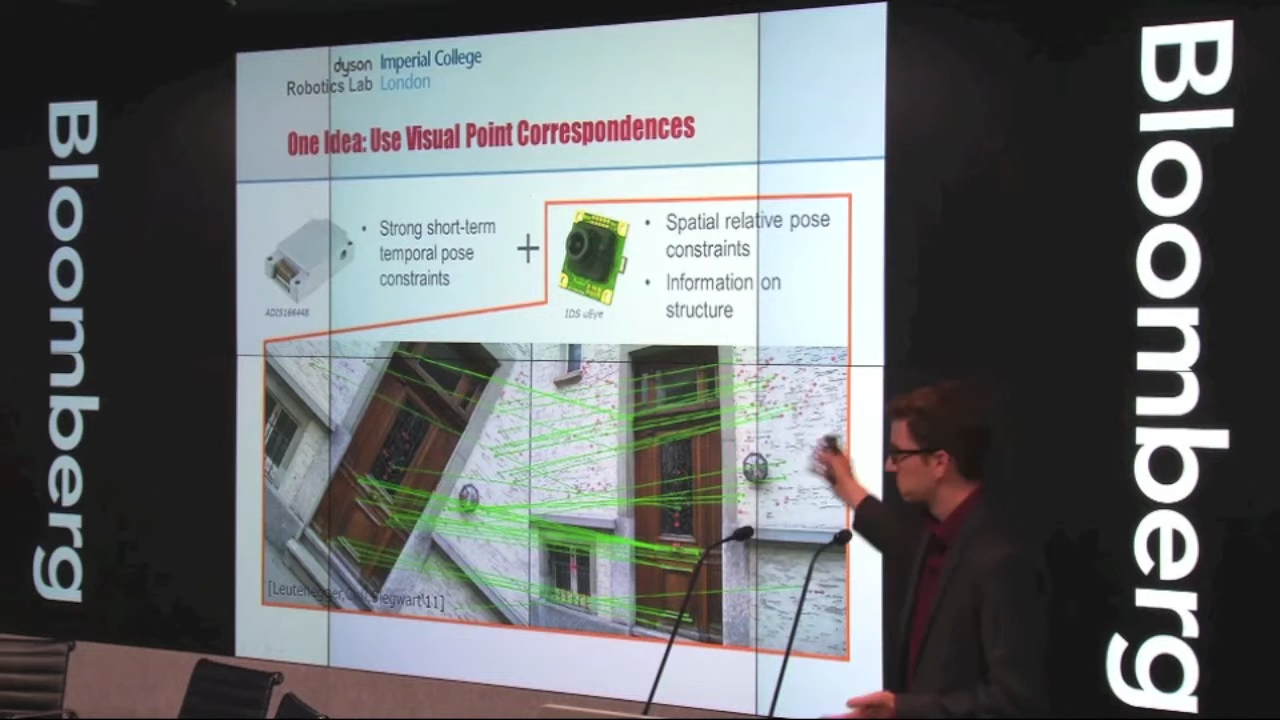 Bloomberg
dyson Imperial College
Robotics Lab London
One Idea: Use Visual Point Correspondences
• Strong short-term
temporal pose
constraints
+
• Spatial relative pose
constraints
• Information on
structure
ADIS16448
IDS uEye
Siegwart'11]
Bloomberg